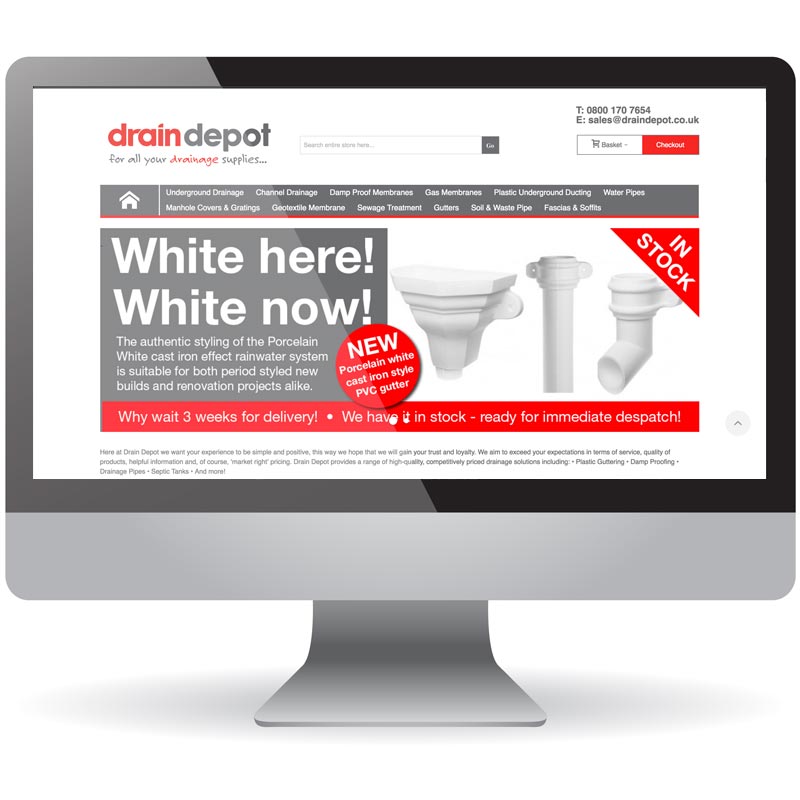 draindepot
for all your drainage supplies...
Search entire store here...
Go
T: 0800 170 7654
E: sales@draindepot.co.uk
Basket
Checkout
Underground Drainage Channel Drainage Damp Proof Membranes Gas Membranes Plastic Underground Ducting Water Pipes
Manhole Covers & Gratings Geotextile Membrane Sewage Treatment Gutters Soil & Waste Pipe Fascias & Soffits
White here!
White now!
The authentic styling of the Porcelain
White cast iron effect rainwater system
is suitable for both period styled new
builds and renovation projects alike.
NEW
Porcelain white
cast iron style
PVC gutter
IN
STOCK
Why wait 3 weeks for delivery! • We have it in stock - ready for immediate despatch!
Here at Drain Depot we want your experience to be simple and positive, this way we hope that we will gain your trust and loyalty. We aim to exceed your expectations in terms of service, quality of
products, helpful information and, of course, 'market right' pricing. Drain Depot provides a range of high-quality, competitively priced drainage solutions including: • Plastic Guttering • Damp Proofing •
Drainage Pipes • Septic Tanks • And more!